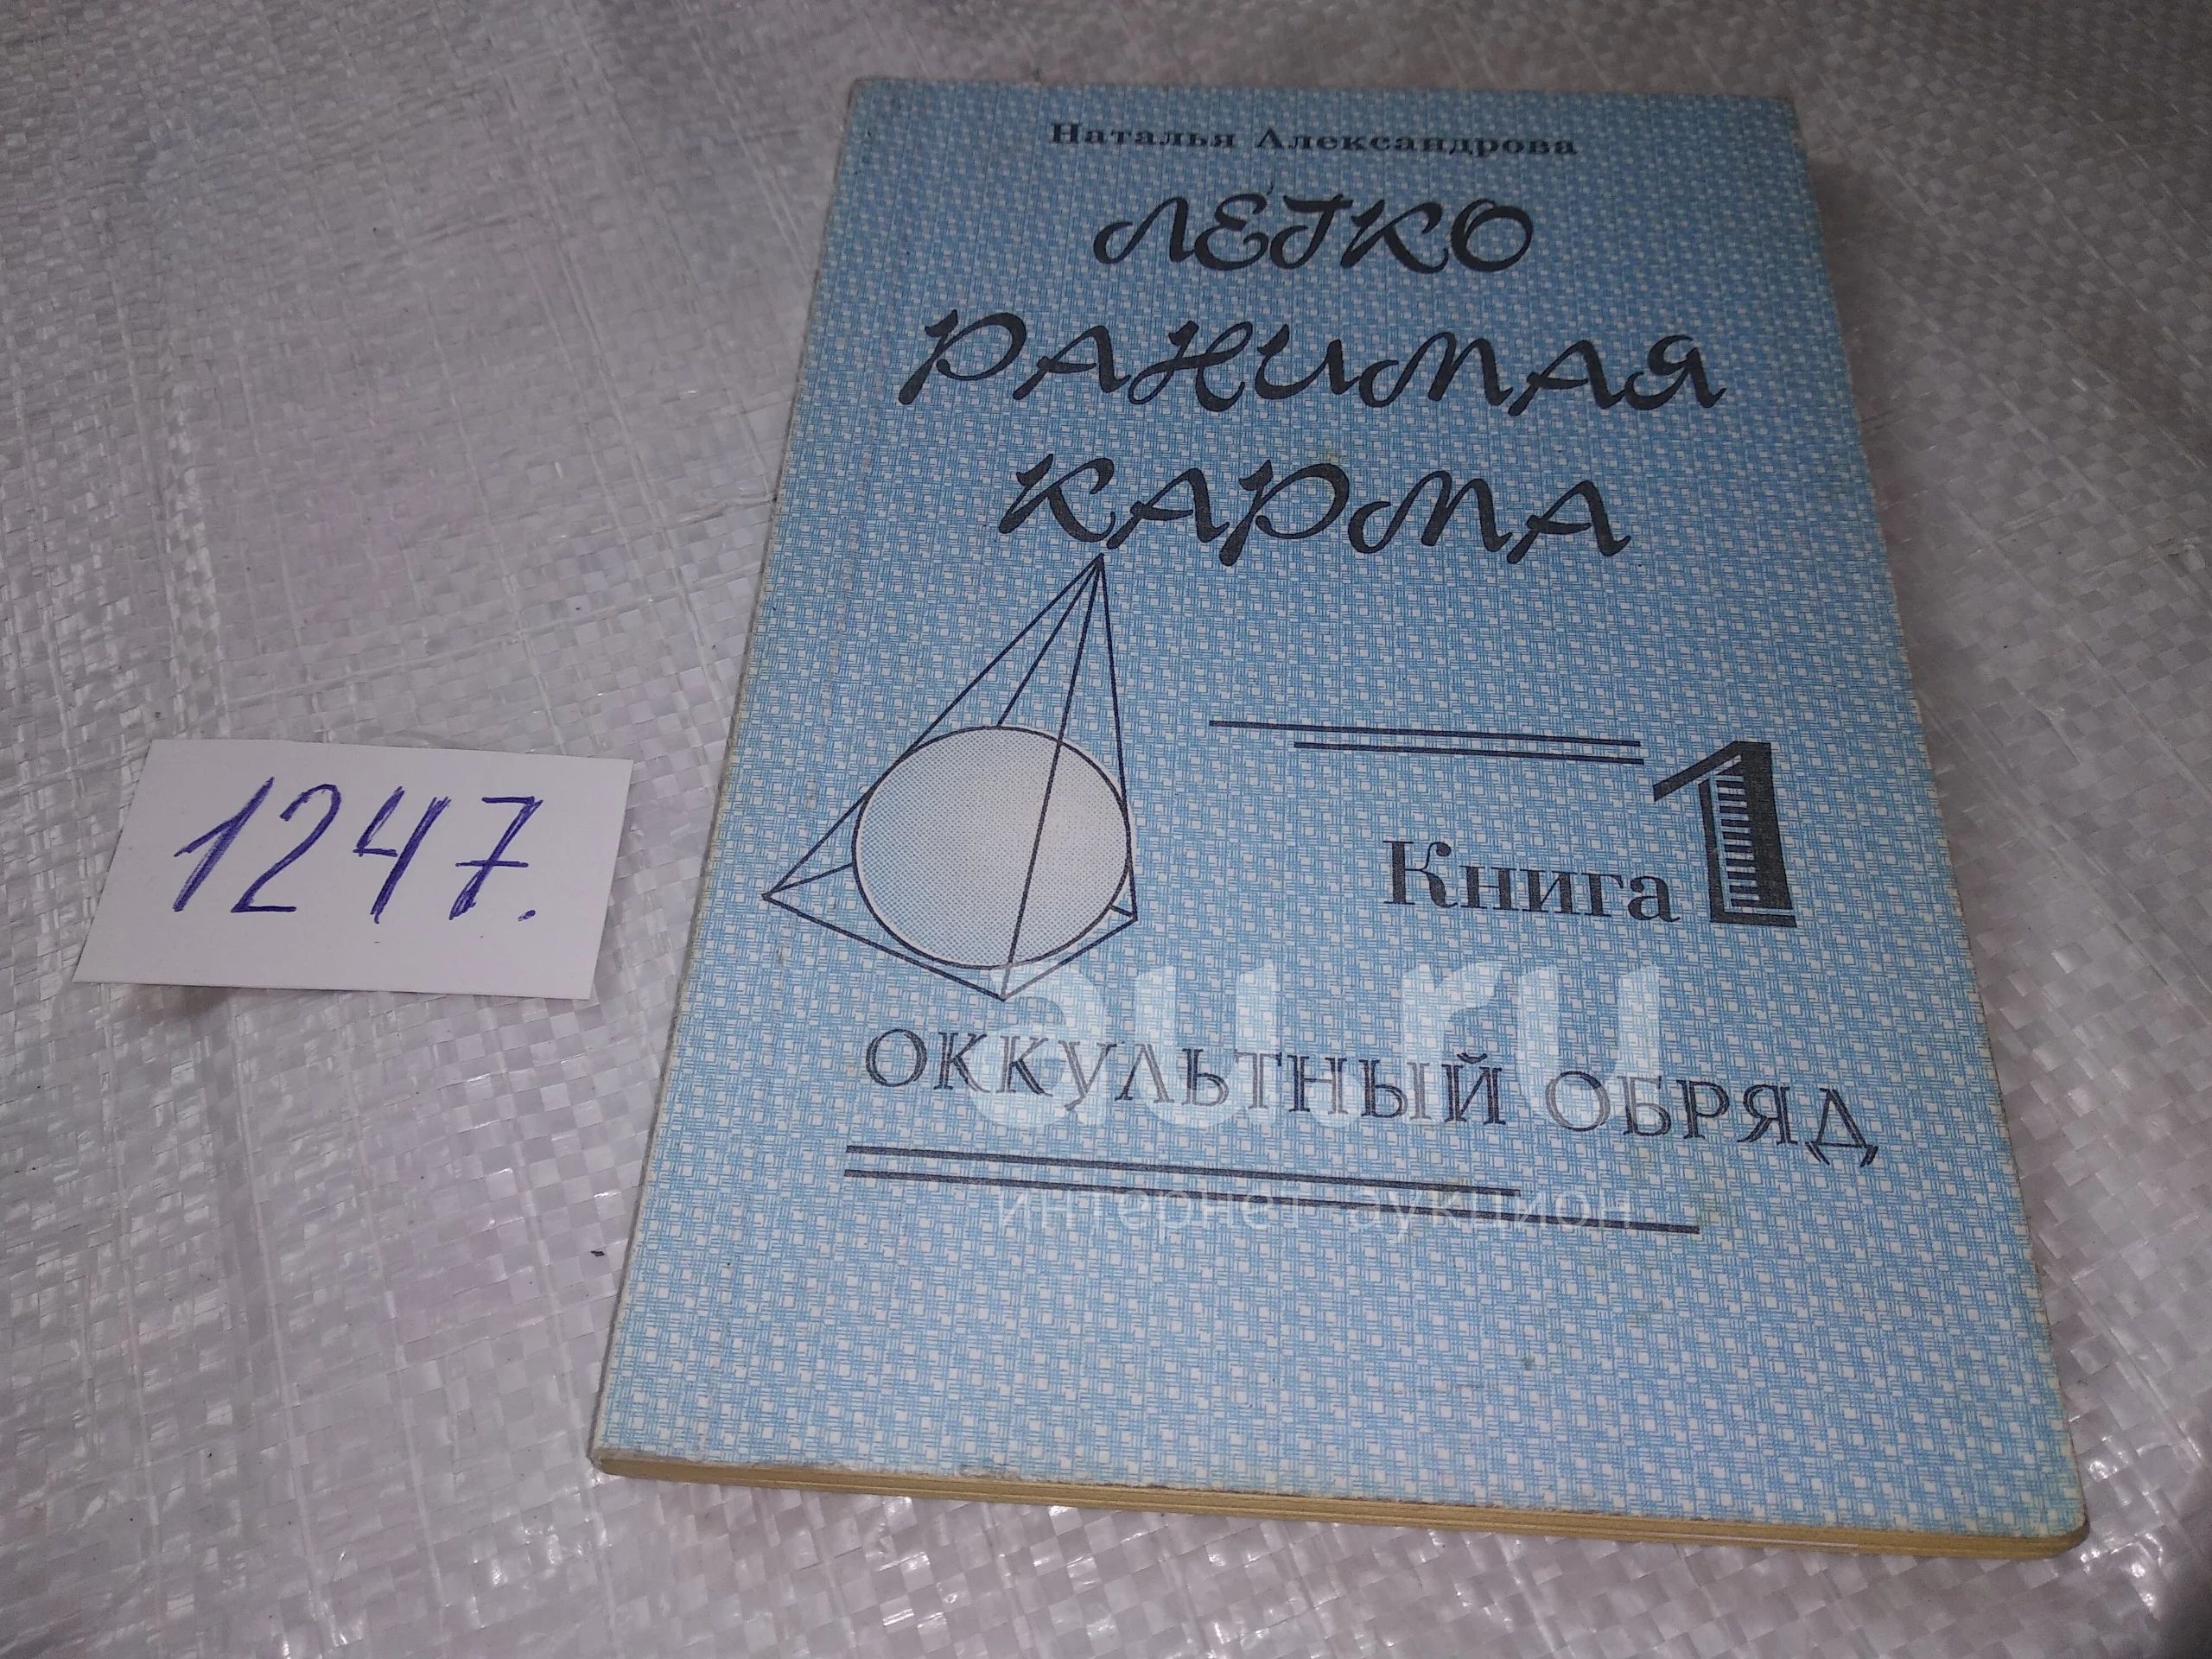 Наталья Александрова
ЛЕГКО
РАНИМАЯ
КАРМА
Книга 1
ОККУЛЬТНЫЙ ОБРЯД
1247.
au.ru
интернет-аукцион